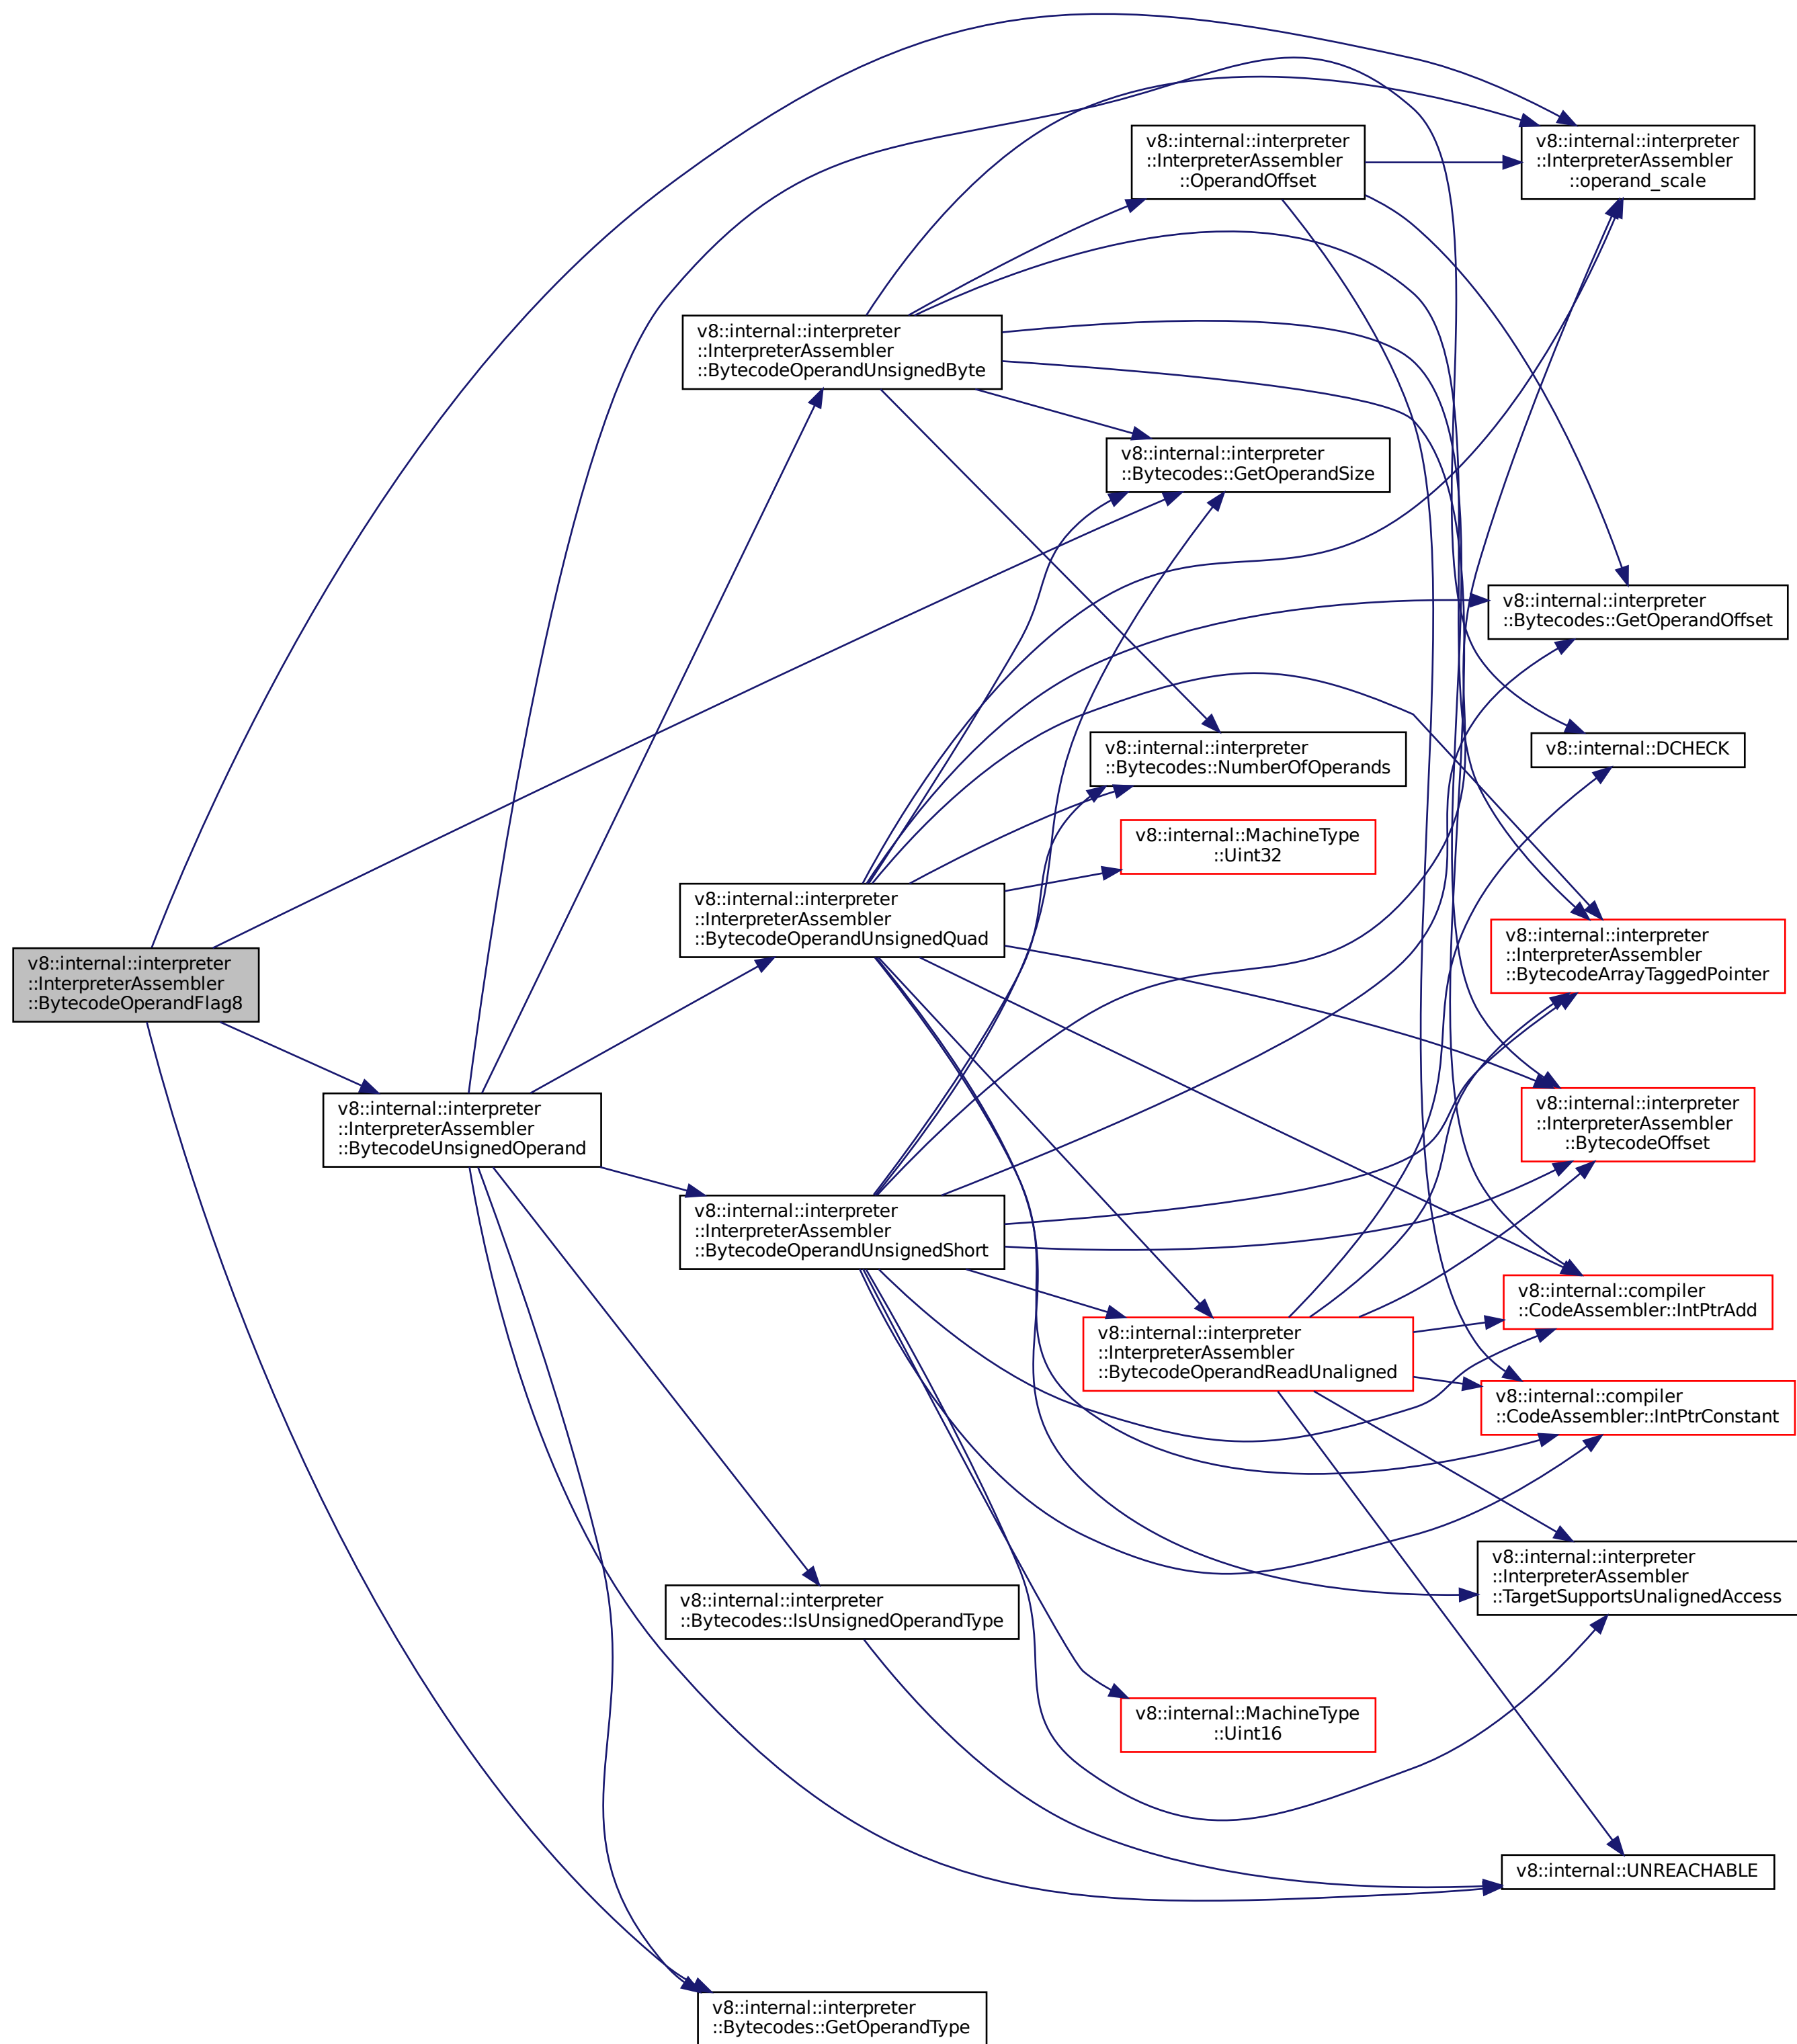 v8::internal::interpreter
::InterpreterAssembler
::OperandOffset
v8::internal::interpreter
::InterpreterAssembler
::operand_scale
v8::internal::interpreter
::InterpreterAssembler
::BytecodeOperandUnsignedByte
v8::internal::interpreter
::Bytecodes::GetOperandSize
v8::internal::interpreter
::Bytecodes::GetOperandOffset
v8::internal::interpreter
::Bytecodes::NumberOfOperands
v8::internal::DCHECK
v8::internal::MachineType
::Uint32
v8::internal::interpreter
::InterpreterAssembler
::BytecodeOperandUnsignedQuad
v8::internal::interpreter
::InterpreterAssembler
::BytecodeArrayTaggedPointer
v8::internal::interpreter
::InterpreterAssembler
::BytecodeOperandFlag8
v8::internal::interpreter
::InterpreterAssembler
::BytecodeUnsignedOperand
v8::internal::interpreter
::InterpreterAssembler
::BytecodeOffset
v8::internal::interpreter
::InterpreterAssembler
::BytecodeOperandUnsignedShort
v8::internal::compiler
::CodeAssembler::IntPtrAdd
v8::internal::interpreter
::InterpreterAssembler
::BytecodeOperandReadUnaligned
v8::internal::compiler
::CodeAssembler::IntPtrConstant
v8::internal::interpreter
::InterpreterAssembler
::TargetSupportsUnalignedAccess
v8::internal::interpreter
::Bytecodes::IsUnsignedOperandType
v8::internal::MachineType
::Uint16
v8::internal::UNREACHABLE
v8::internal::interpreter
::Bytecodes::GetOperandType